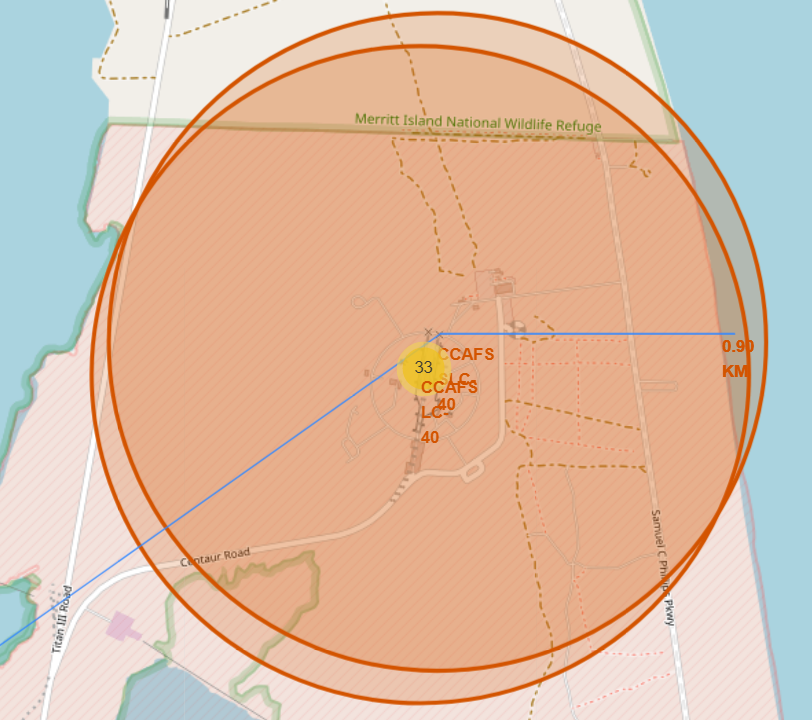 Merritt Island National Wildlife Refuge
0.90
KM
CCAFS
SLC-
40
33
CCAFS
LC-
40
Centaur Road
Titan III Road
Samuel C Phillips Pkwy